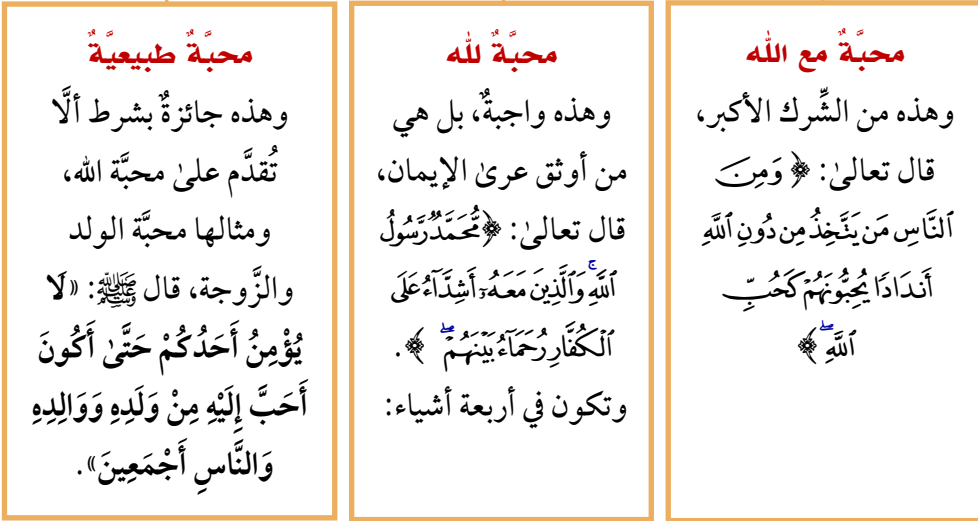 محبَّةٌ مع الله
وهذه من الشِّرك الأكبر،
قال تعالىٰ: ﴿ وَمِنَ
ٱلنَّاسِ مَن يَتَّخِذُ مِن دُونِ ٱللَّهِ
أَندَادٗا يُحِبُّونَهُمۡ كَحُبِّ
ٱللَّهِۖ ﴾
محبَّةٌ لله
وهذه واجبةٌ، بل هي
من أوثق عرىٰ الإيمان،
قال تعالىٰ: ﴿مُّحَمَّدٞ رَّسُولُ
ٱللَّهِۚ وَٱلَّذِينَ مَعَهُۥٓ أَشِدَّآءُ عَلَى
ٱلۡكُفَّارِ رُحَمَآءُ بَيۡنَهُمۡۖ ﴾.
وتكون في أربعة أشياء:
محبَّةٌ طبيعيَّةٌ
وهذه جائزةٌ بشرط ألَّا
تُقدَّم علىٰ محبَّة الله،
ومثالها محبَّة الولد
والزَّوجة، قال ﷺ: «لَا
يُؤْمِنُ أَحَدُكُمْ حَتَّىٰ أَكُونَ
أَحَبَّ إِلَيْهِ مِنْ وَلَدِهِ وَوَالِدِهِ
وَالنَّاسِ أَجْمَعِينَ».